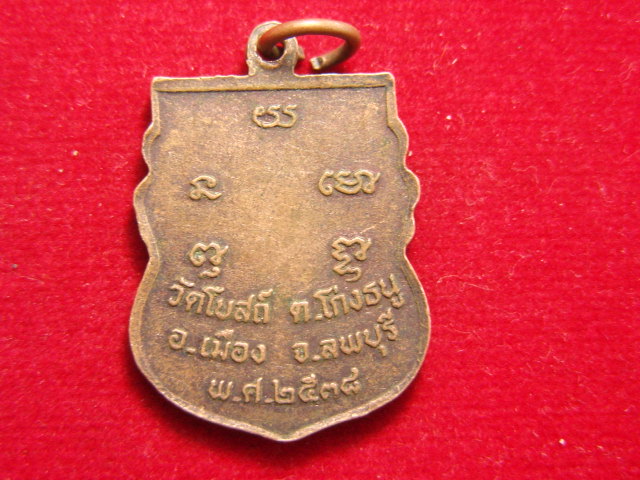 วัดโบสถ์ ต.โก่งธนู
อ.เมือง จ.ลพบุรี
พ.ศ.๒๕๓๘